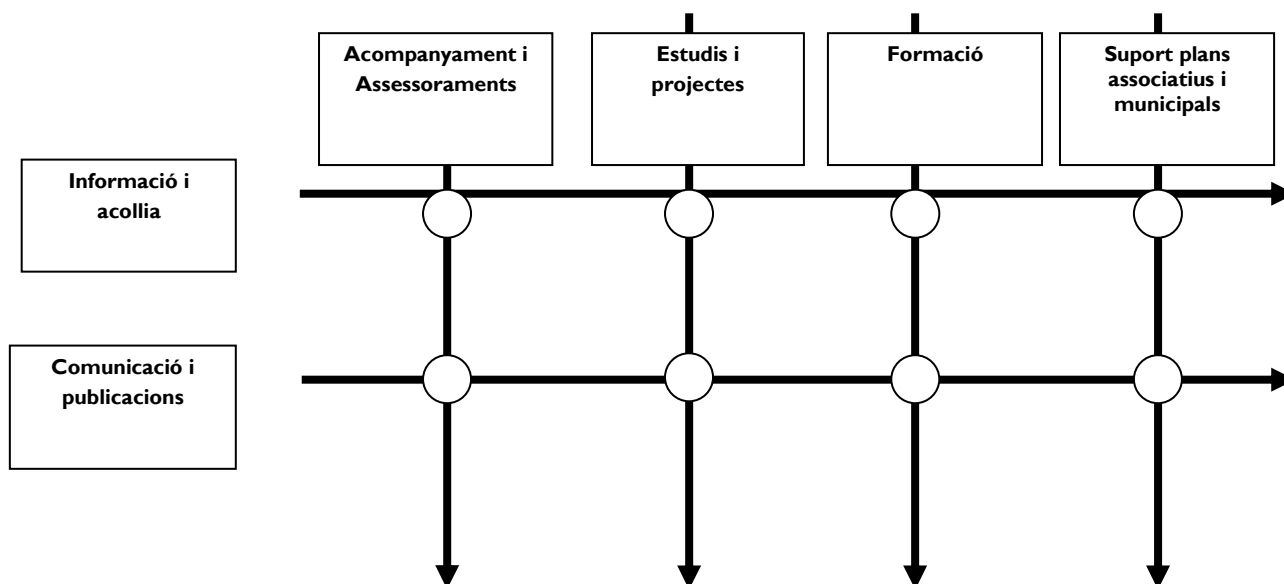 Acompanyament i
Assessoraments
Estudis i
projectes
Formació
Suport plans
associatius i
municipals
Informació i
acollia
Comunicació i
publicacions